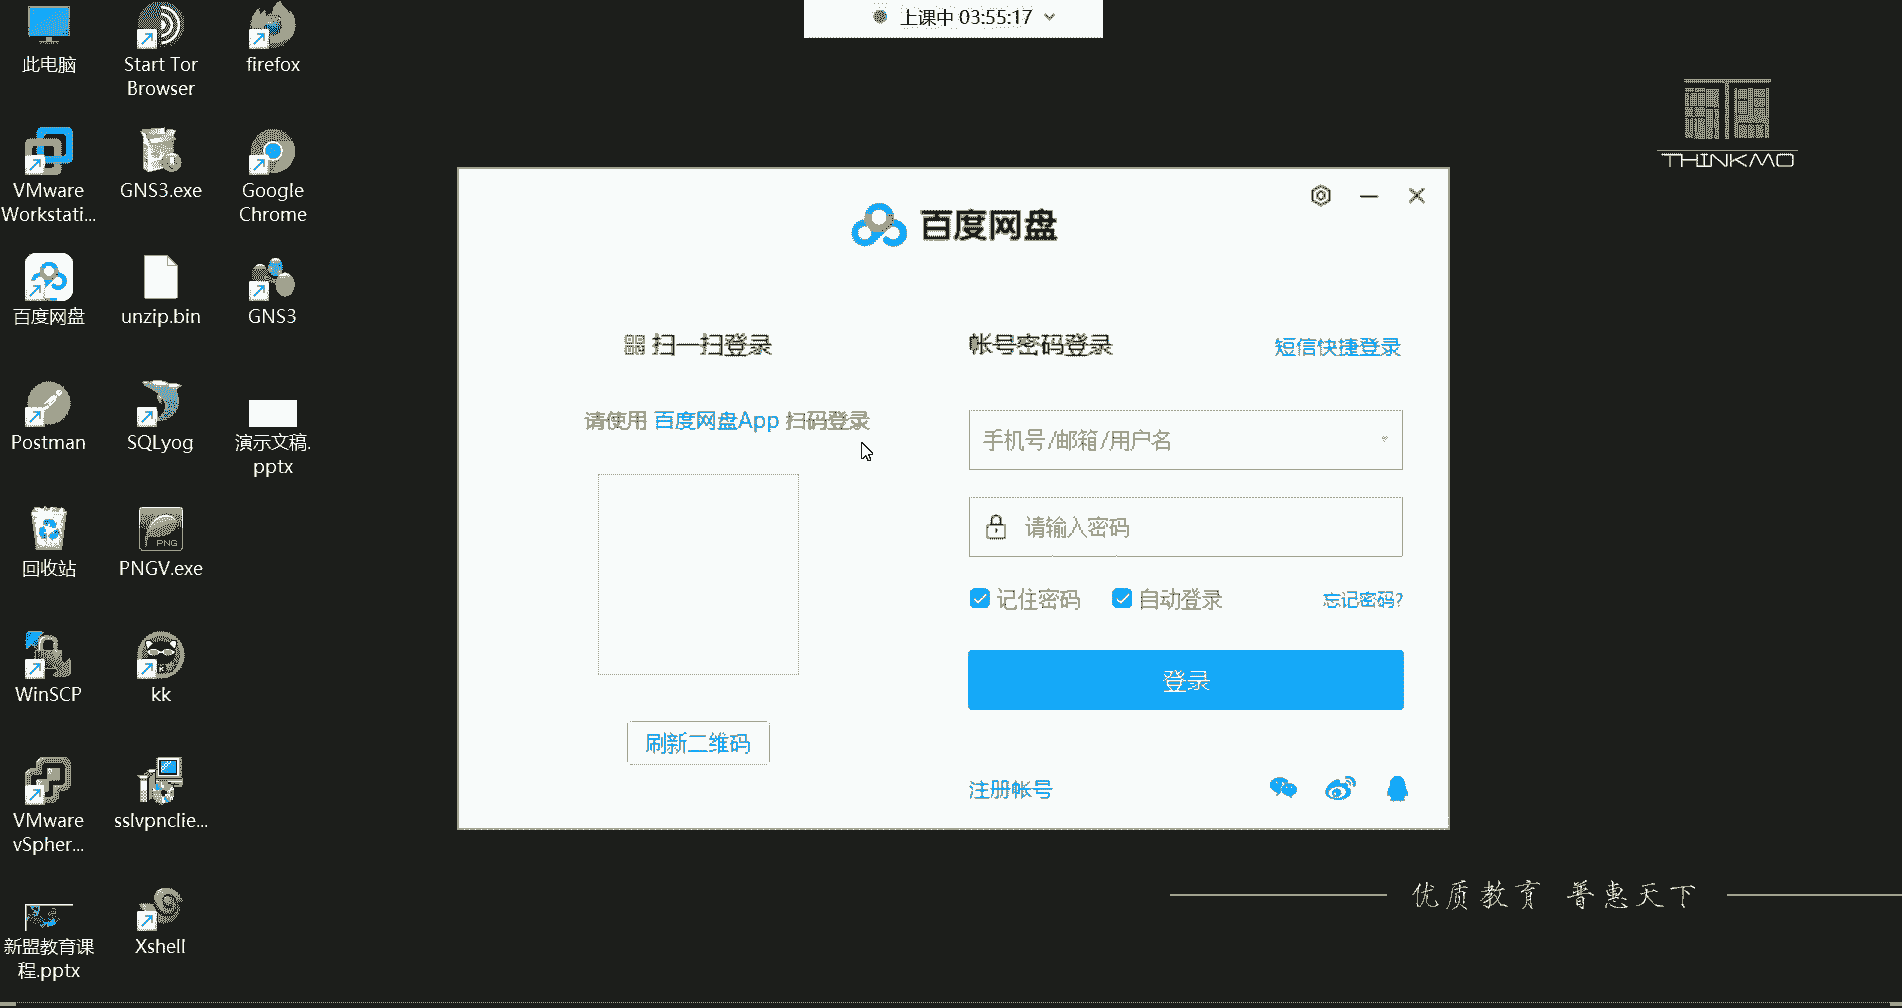 上课中 03:55:17
此电脑
Start Tor
Browser
firefox
THINKMO
VMware
Workstati...
GNS3.exe
Google
Chrome
百度网盘
百度网盘
unzip.bin
GNS3
扫一扫登录
帐号密码登录
短信快捷登录
请使用 百度网盘App 扫码登录
手机号/邮箱/用户名
Postman
SQLyog
演示文稿.
pptx
请输入密码
PNG
回收站
PNGV.exe
记住密码
自动登录
忘记密码?
登录
WinSCP
kk
刷新二维码
注册帐号
VMware
vSpher...
sslvpnclie...
优质教育 普惠天下
新盟教育课
程.pptx
Xshell